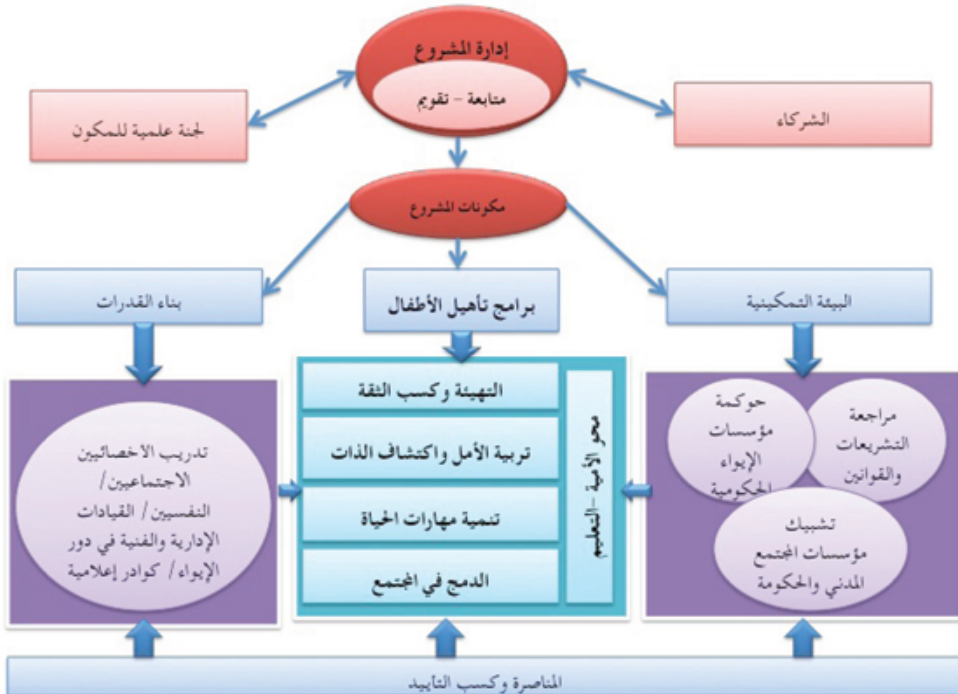 إدارة المشروع
متابعة – تقويم
الشركاء
لجنة علمية للمكون
مكونات المشروع
البيئة التمكينية
برامج تأهيل الأطفال
بناء القدرات
مراجعة
التشريعات
والقوانين
حوكمة
مؤسسات
الإيواء
الحكومية
تشبيك
مؤسسات المجتمع
المدني والحكومة
محو الأمية –التعليم
التهيئة وكسب الثقة
تربية الأمل واكتشاف الذات
تنمية مهارات الحياة
الدمج في المجتمع
تدريب الأخصائيين
الاجتماعيين/
النفسيين/ القيادات
الإدارية والفنية في دور
الإيواء/ كوادر إعلامية
المناصرة وكسب التأييد